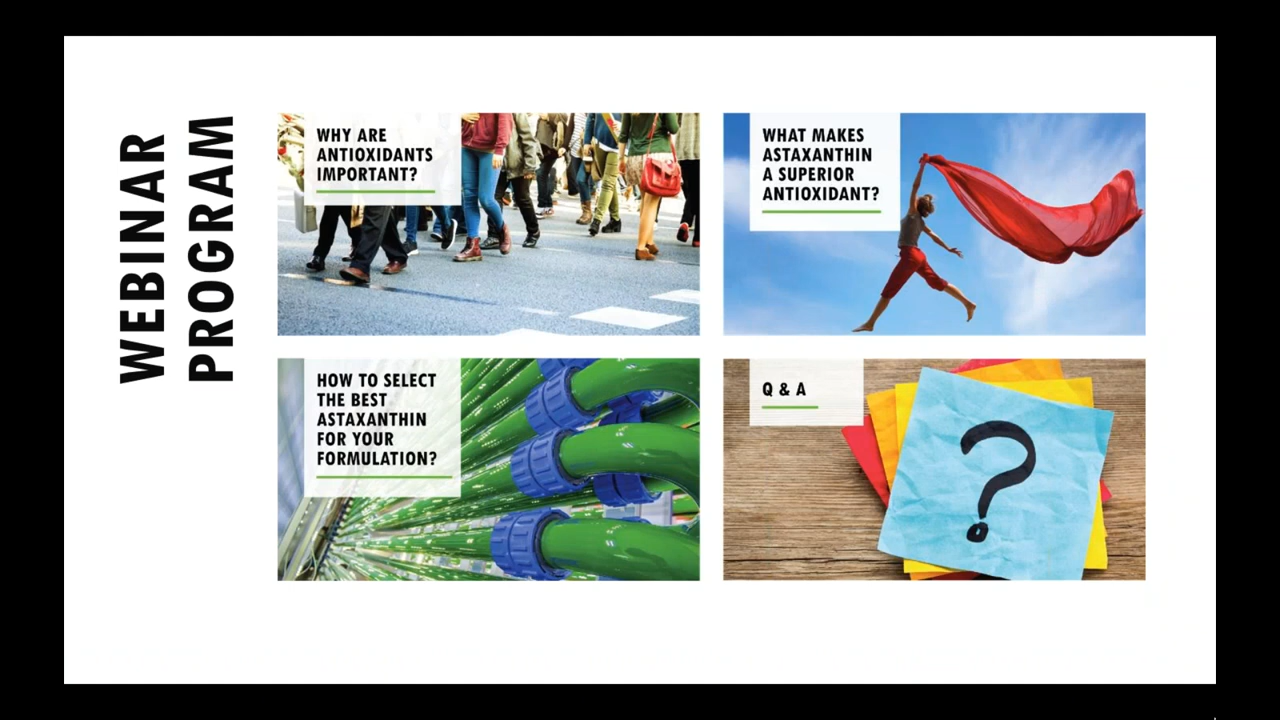 WEBINAR
PROGRAM
WHY ARE
ANTIOXIDANTS
IMPORTANT?
WHAT MAKES
ASTAXANTHIN
A SUPERIOR
ANTIOXIDANT?
HOW TO SELECT
THE BEST
ASTAXANTHIN
FOR YOUR
FORMULATION?
Q & A
?